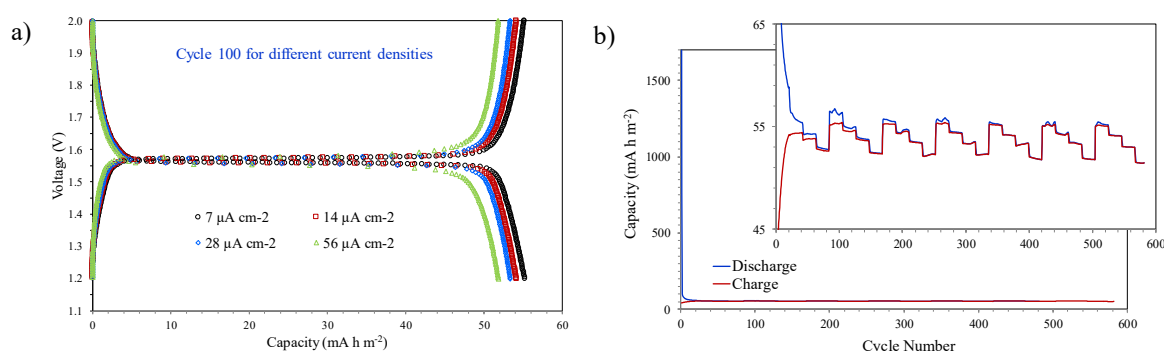 a)
Cycle 100 for different current densities
Voltage (V)
2.0
1.9
1.8
1.7
1.6
1.5
1.4
1.3
1.2
1.1
7 µA cm-2
14 µA cm-2
28 µA cm-2
56 µA cm-2
0
10
20
30
40
50
60
Capacity (mA h m-2)
b)
Capacity (mA h m-2)
1500
1000
500
0
65
55
45
0
100
200
300
400
500
600
Discharge
Charge
0
100
200
300
400
500
600
Cycle Number